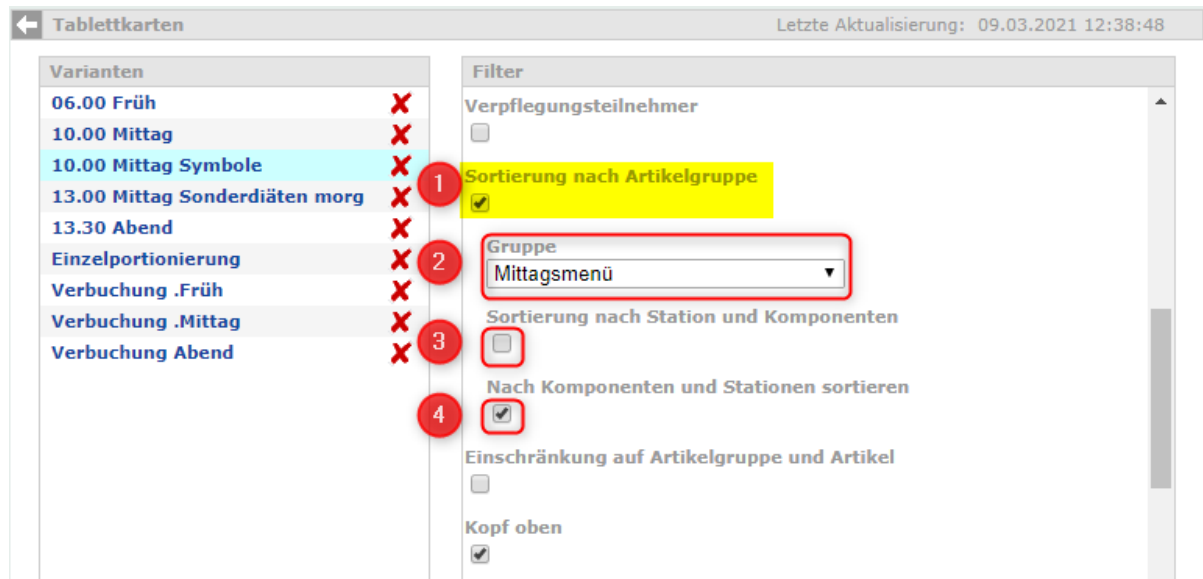 Tablettkarten
Letzte Aktualisierung: 09.03.2021 12:38:48
Varianten
06.00 Früh
10.00 Mittag
10.00 Mittag Symbole
13.00 Mittag Sonderdiäten morg
13.30 Abend
Einzelportionierung
Verbuchung .Früh
Verbuchung .Mittag
Verbuchung Abend
Filter
Verpflegungsteilnehmer
1
Sortierung nach Artikelgruppe
2
Gruppe
Mittagsmenü
Sortierung nach Station und Komponenten
3
Nach Komponenten und Stationen sortieren
4
Einschränkung auf Artikelgruppe und Artikel
Kopf oben